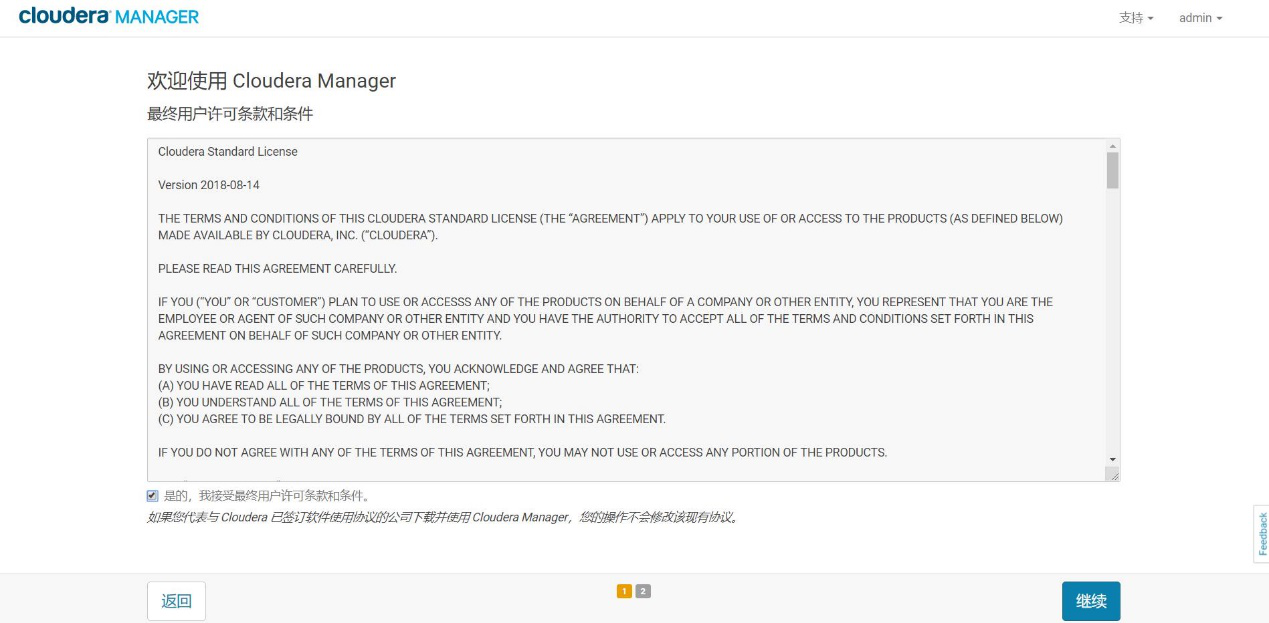 cloudera MANAGER
支持 admin
欢迎使用 Cloudera Manager
最终用户许可条款和条件
Cloudera Standard License
Version 2018-08-14
THE TERMS AND CONDITIONS OF THIS CLOUDERA STANDARD LICENSE (THE “AGREEMENT”) APPLY TO YOUR USE OF OR ACCESS TO THE PRODUCTS (AS DEFINED BELOW)
MADE AVAILABLE BY CLOUDERA, INC. (“CLOUDERA”).
PLEASE READ THIS AGREEMENT CAREFULLY.
IF YOU (“YOU” OR “CUSTOMER”) PLAN TO USE OR ACCESSS ANY OF THE PRODUCTS ON BEHALF OF A COMPANY OR OTHER ENTITY, YOU REPRESENT THAT YOU ARE THE
EMPLOYEE OR AGENT OF SUCH COMPANY OR OTHER ENTITY AND YOU HAVE THE AUTHORITY TO ACCEPT ALL OF THE TERMS AND CONDITIONS SET FORTH IN THIS
AGREEMENT ON BEHALF OF SUCH COMPANY OR OTHER ENTITY.
BY USING OR ACCESSING ANY OF THE PRODUCTS, YOU ACKNOWLEDGE AND AGREE THAT:
(A) YOU HAVE READ ALL OF THE TERMS OF THIS AGREEMENT;
(B) YOU UNDERSTAND ALL OF THE TERMS OF THIS AGREEMENT;
(C) YOU AGREE TO BE LEGALLY BOUND BY ALL OF THE TERMS SET FORTH IN THIS AGREEMENT.
IF YOU DO NOT AGREE WITH ANY OF THE TERMS OF THIS AGREEMENT, YOU MAY NOT USE OR ACCESS ANY PORTION OF THE PRODUCTS.
是的，我接受最终用户许可条款和条件。
如果您代表与 Cloudera 已签订软件使用协议的公司下载并使用 Cloudera Manager，您的操作不会修改该现有协议。
Feedback
返回 1 2 继续